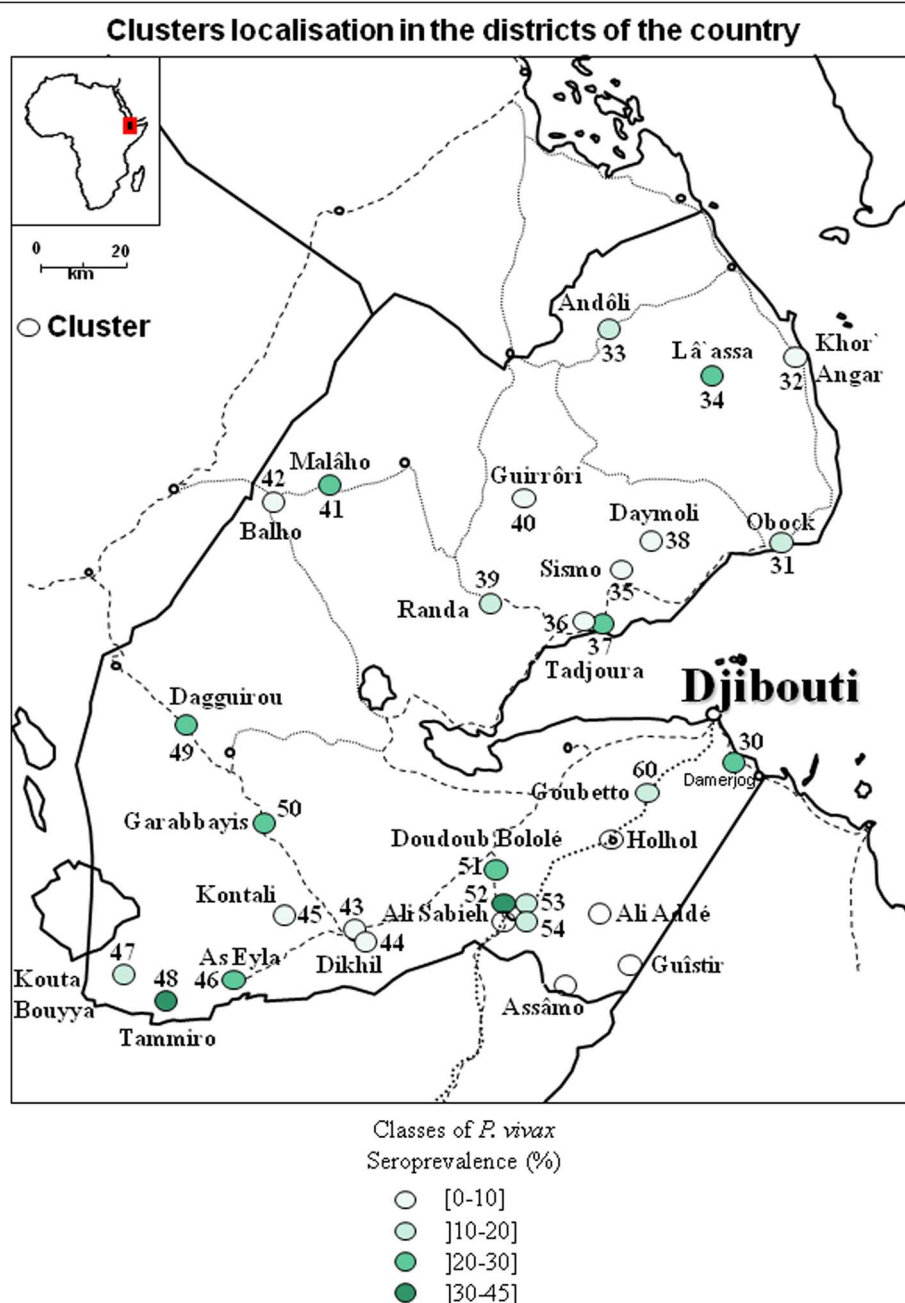 Clusters localisation in the districts of the country
0 20
km
Cluster
Andôli
33
Lâ`assa
34
Khor`
Angar
32
Malâho
41
42
Balho
Guirrôri
40
Daymoli
38
Obock
31
Sismo
35
39
Randa
36
37
Tadjoura
Djibouti
Dagguirou
49
30
Damerjog
60
Goubetto
50
Garabbayis
Doudoub Bololé
51
Holhol
52
53
Kontali
45
43
Ali Sabieh
54
Ali Addé
44
Dikhil
47
Kouta
Bouyya
48
As Eyla
46
Guîstir
Assâmo
Tammiro
Classes of P. vivax
Seroprevalence (%)
[0-10]
]10-20]
]20-30]
]30-45]